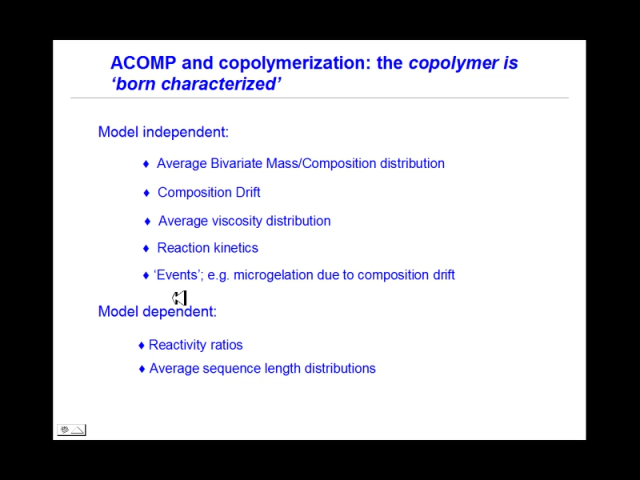 ACOMP and copolymerization: the copolymer is
‘born characterized’
Model independent:
♦ Average Bivariate Mass/Composition distribution
♦ Composition Drift
♦ Average viscosity distribution
♦ Reaction kinetics
♦ ‘Events’; e.g. microgelation due to composition drift
Model dependent:
♦ Reactivity ratios
♦ Average sequence length distributions